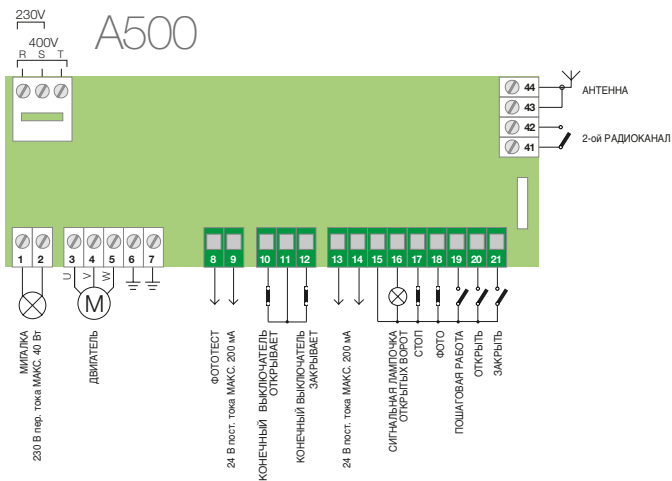 230V
A500
400V
R S T
44
43
42
41
АНТЕННА
2-ой РАДИОКАНАЛ
1 2
3 4 5 6 7
8 9
10 11 12
13 14 15 16 17 18 19 20 21
U V W
M
МИГАЛКА
230 В пер. тока МАКС. 40 Вт
ДВИГАТЕЛЬ
ФОТОТЕСТ
24 В пост. тока МАКС. 200 мА
КОНЕЧНЫЙ ВЫКЛЮЧАТЕЛЬ
ОТКРЫВАЕТ
КОНЕЧНЫЙ ВЫКЛЮЧАТЕЛЬ
ЗАКРЫВАЕТ
24 В пост. тока МАКС. 200 мА
СИГНАЛЬНАЯ ЛАМПОЧКА
ОТКРЫТЫХ ВОРОТ
СТОП
ФОТО
ПОШАГОВАЯ РАБОТА
ОТКРЫТЬ
ЗАКРЫТЬ